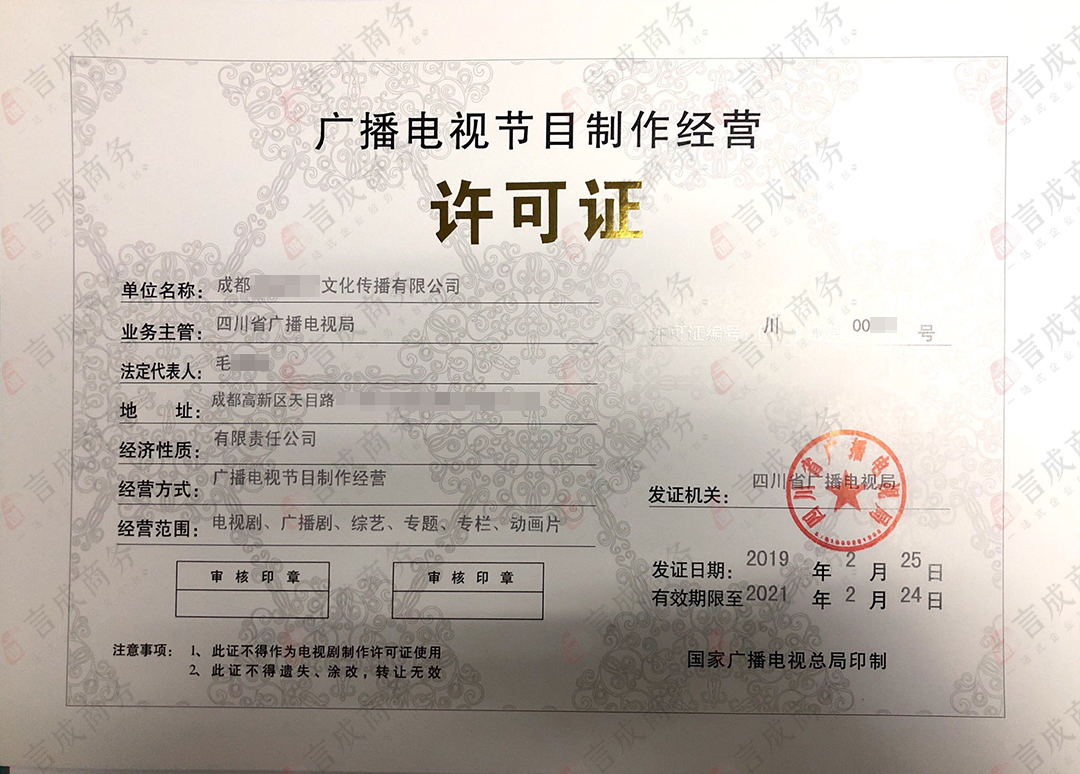 广播电视节目制作经营
许可证
单位名称：成都 文化传播有限公司
业务主管：四川省广播电视局
法定代表人：毛
地 址：成都高新区天目路
经济性质：有限责任公司
经营方式：广播电视节目制作经营
经营范围：电视剧、广播剧、综艺、专题、专栏、动画片
川 00 号
发证机关：四川省广播电视局
四川省广播电视局
发证日期：2019 年 2 月 25 日
有效期限至 2021 年 2 月 24 日
审核印章 审核印章
注意事项：1、此证不得作为电视剧制作许可证使用
2、此证不得遗失、涂改，转让无效
国家广播电视总局印制
言成商务